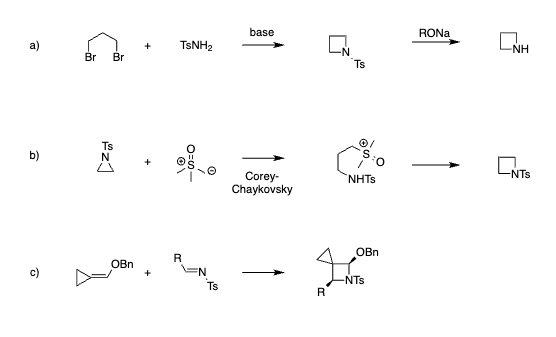 a)
Br Br
+
TsNH2
base
N
Ts
RONa
NH
b)
Ts
N
+
O
⊕S
⊖
Corey-
Chaykovsky
⊕
S
O
NHTs
NTs
c)
OBn
+
R
N
Ts
OBn
NTs
R